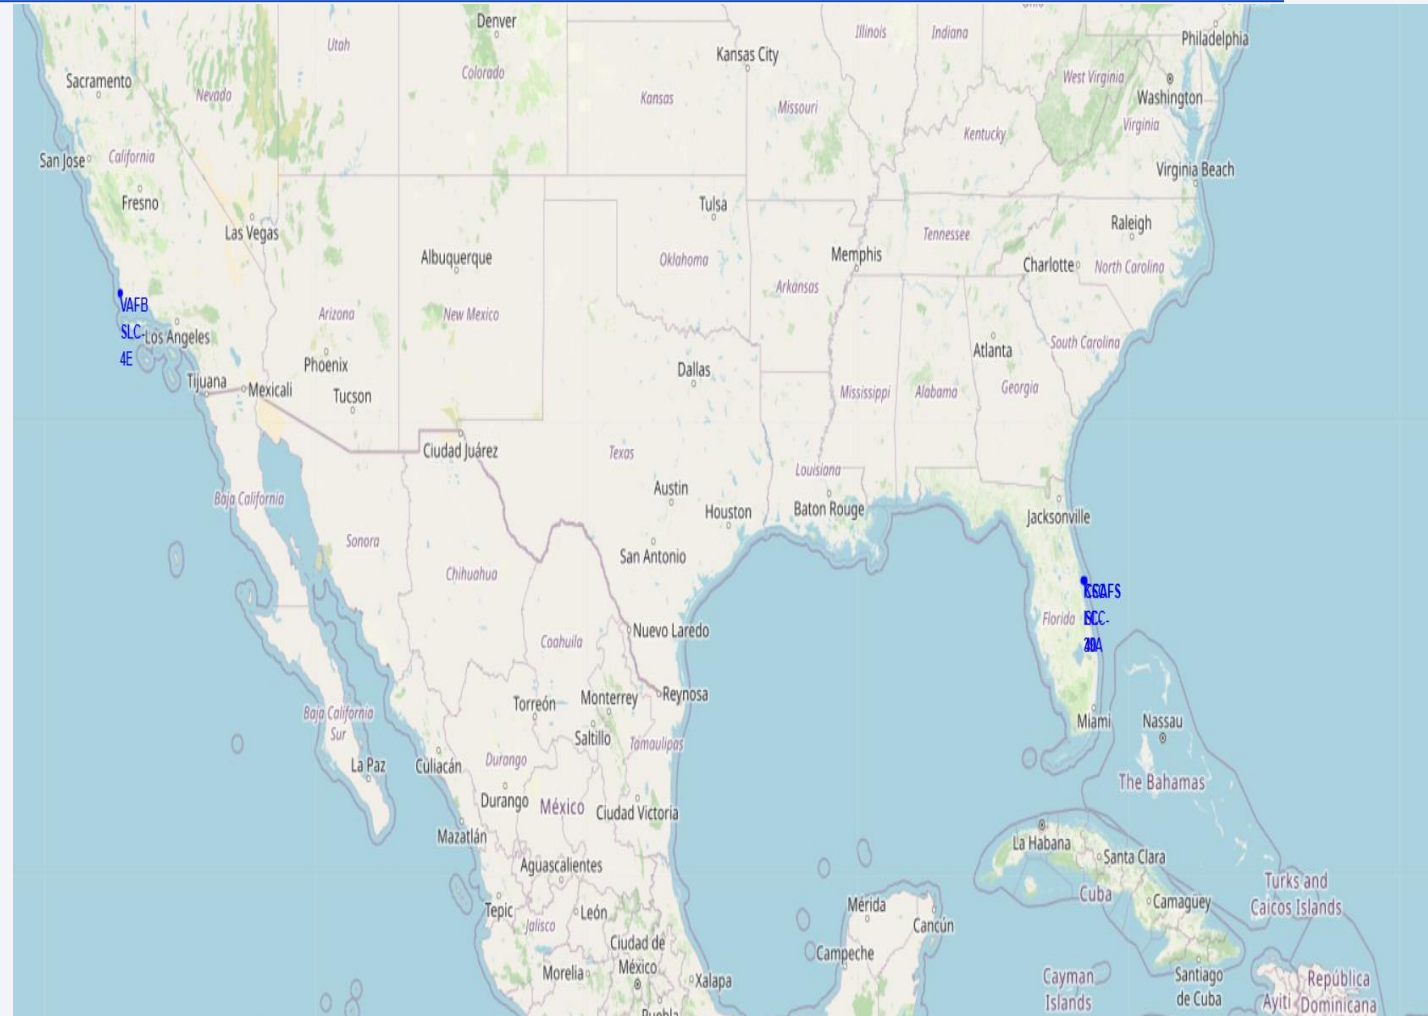 Denver
Philadelphia
Utah
Illinois
Indiana
Kansas City
Colorado
Sacramento
West Virginia
Nevada
Kansas
Missouri
Washington
Virginia
Kentucky
San Jose
California
Virginia Beach
Fresno
Tulsa
Las Vegas
Raleigh
Tennessee
Albuquerque
Memphis
Oklahoma
Charlotte
North Carolina
Arkansas
VAFB
SLC-
4E
Arizona
New Mexico
Los Angeles
South Carolina
Atlanta
Phoenix
Dallas
Tijuana
Mexicali
Tucson
Mississippi
Alabama
Georgia
Ciudad Juárez
Texas
Louisiana
Austin
Baja California
Houston
Baton Rouge
Jacksonville
Sonora
San Antonio
Chihuahua
Florida
Nuevo Laredo
Coahuila
Reynosa
Monterrey
Torreón
Baja California
Sur
Miami
Nassau
Saltillo
Tamaulipas
Durango
La Paz
Culiacán
The Bahamas
Durango
México
Ciudad Victoria
Mazatlán
La Habana
Santa Clara
Aguascalientes
Turks and
Caicos Islands
Cuba
Camagüey
Mérida
Tepic
León
Jalisco
Cancún
Ciudad de
México
Campeche
Morelia
Xalapa
Cayman
Islands
Santiago
de Cuba
República
Dominicana
Ayiti
Puebla